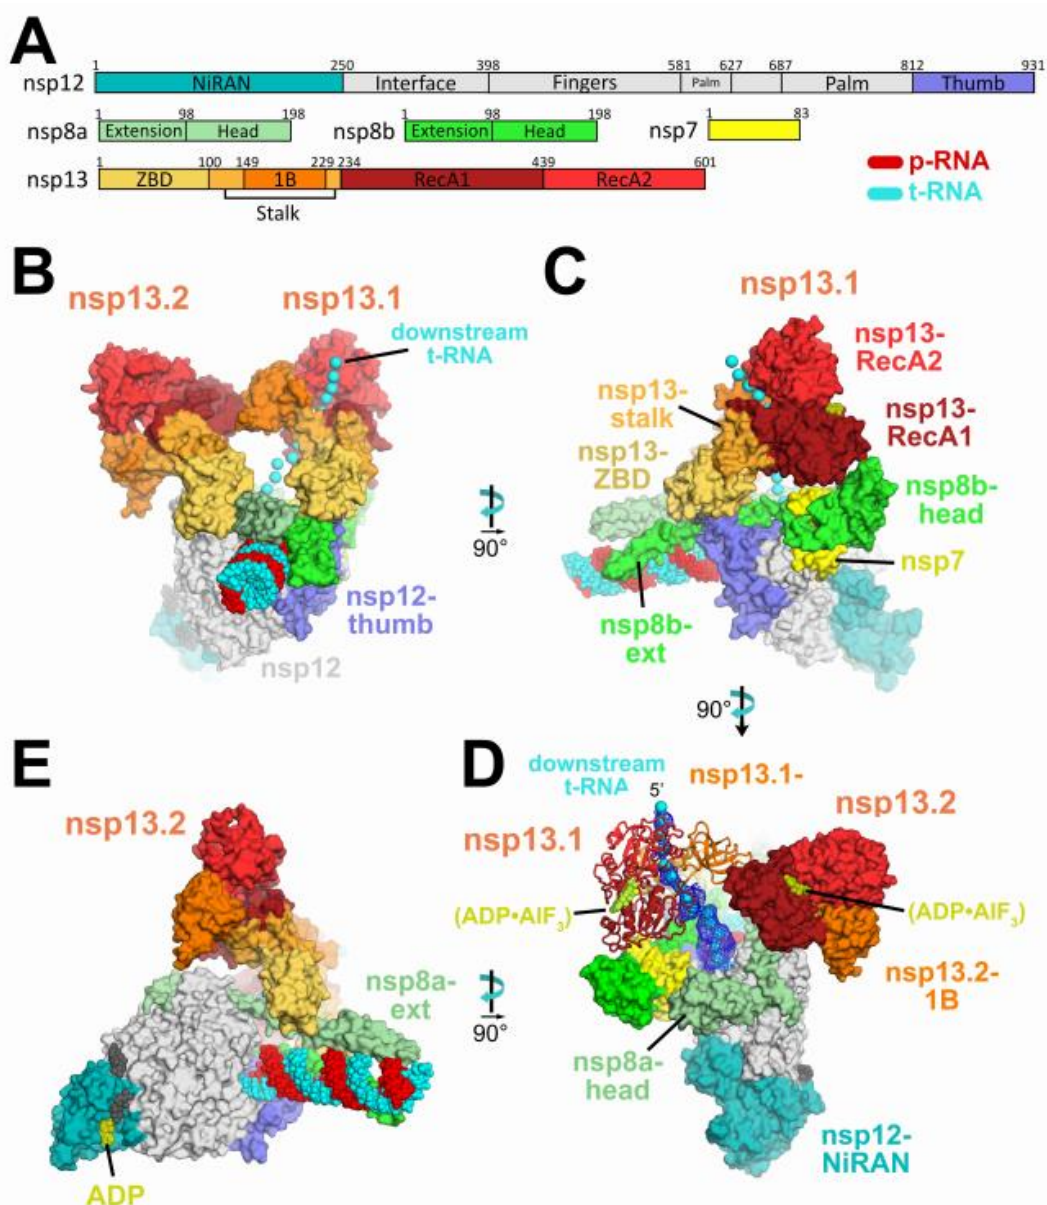 A
1 250 398 581 627 687 812 931
nsp12 NiRAN Interface Fingers Palm Palm Thumb
1 98 198 1 98 198 1 83
nsp8a Extension Head nsp8b Extension Head nsp7
1 100 149 229 234 439 601
nsp13 ZBD 1B RecA1 RecA2
Stalk
p-RNA
t-RNA
B
nsp13.2
nsp13.1
downstream
t-RNA
nsp12-
thumb
nsp12
90°
C
nsp13.1
nsp13-
RecA2
nsp13-
stalk
nsp13-
RecA1
nsp13-
ZBD
nsp8b-
head
nsp7
nsp8b-
ext
90°
E
nsp13.2
nsp8a-
ext
ADP
90°
D
downstream
t-RNA
5'
nsp13.1-
nsp13.1
nsp13.2
(ADP•AlF3)
(ADP•AlF3)
nsp13.2-
1B
nsp8a-
head
nsp12-
NiRAN